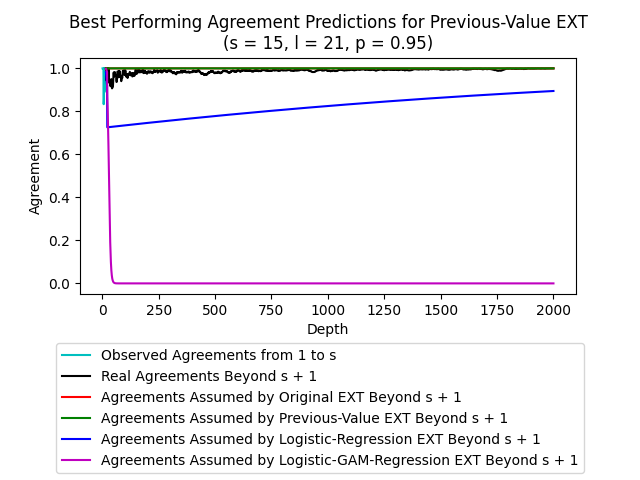 Best Performing Agreement Predictions for Previous-Value EXT
(s = 15, l = 21, p = 0.95)
1.0
0.8
0.6
0.4
0.2
0.0
Agreement
0 250 500 750 1000 1250 1500 1750 2000
Depth
Observed Agreements from 1 to s
Real Agreements Beyond s + 1
Agreements Assumed by Original EXT Beyond s + 1
Agreements Assumed by Previous-Value EXT Beyond s + 1
Agreements Assumed by Logistic-Regression EXT Beyond s + 1
Agreements Assumed by Logistic-GAM-Regression EXT Beyond s + 1